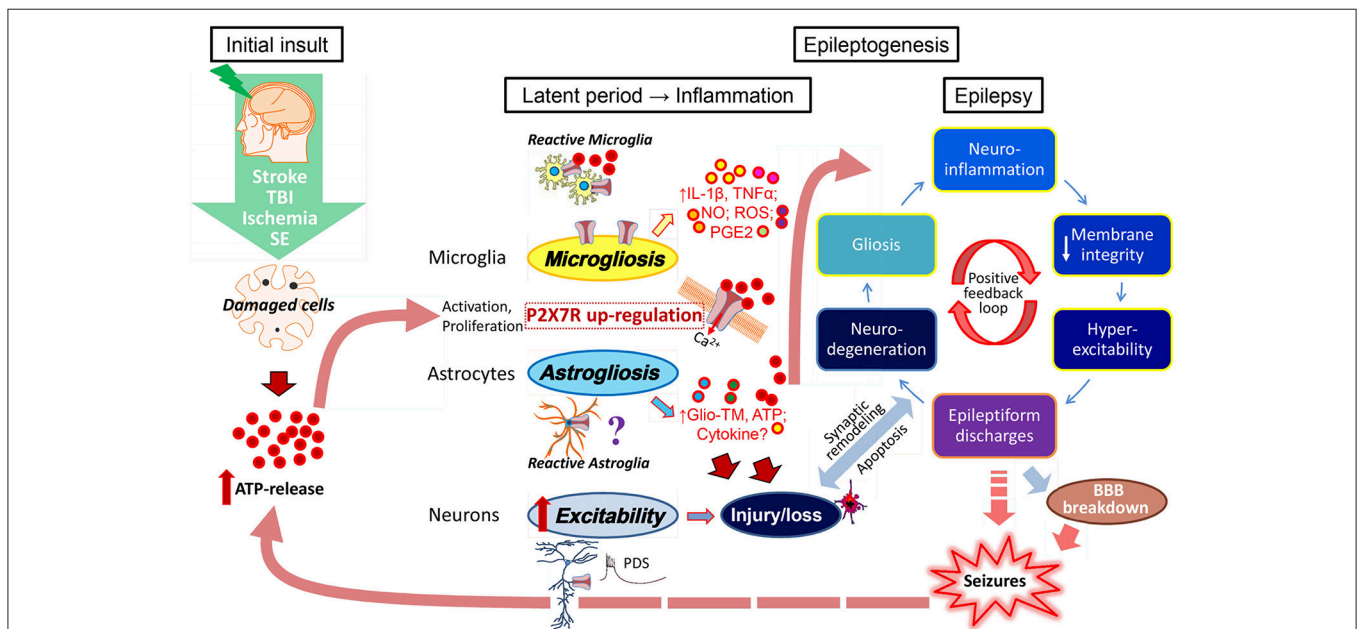 Initial insult
Epileptogenesis
Latent period → Inflammation
Epilepsy
Stroke
TBI
Ischemia
SE
Damaged cells
↑ATP-release
Reactive Microglia
Microglia
Microgliosis
↑IL-1β, TNFα;
NO; ROS;
PGE2
Activation,
Proliferation
P2X7R up-regulation
Ca2+
Astrocytes
Astrogliosis
?
Reactive Astroglia
↑Glio-TM, ATP;
Cytokine?
Neurons
↑Excitability
Injury/loss
PDS
Synaptic
remodeling
Apoptosis
Neuro-
inflammation
↓Membrane
integrity
Hyper-
excitability
Epileptiform
discharges
Neuro-
degeneration
Gliosis
Positive
feedback
loop
BBB
breakdown
Seizures